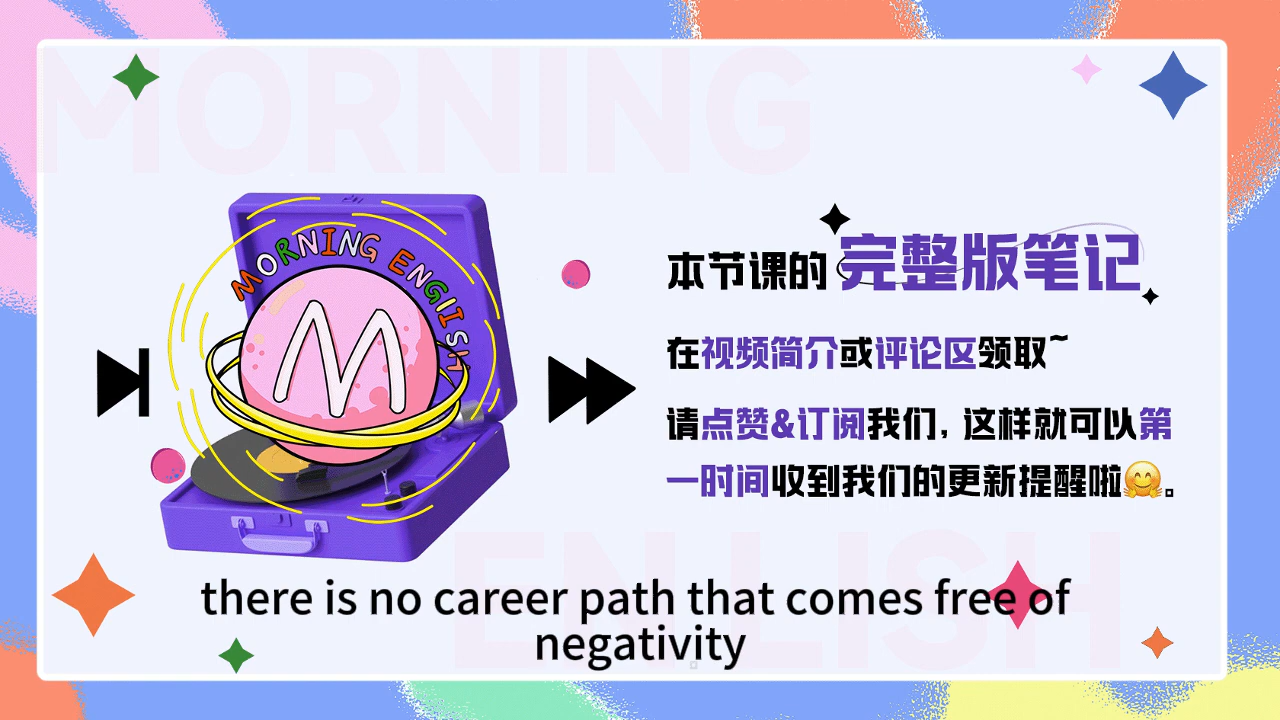 MORNING
MORNING ENGlISH
M
本节课的 完整版笔记
在视频简介或评论区领取~
请点赞&订阅我们, 这样就可以第
一时间收到我们的更新提醒啦🤗。
ENLISH
there is no career path that comes free of
negativity